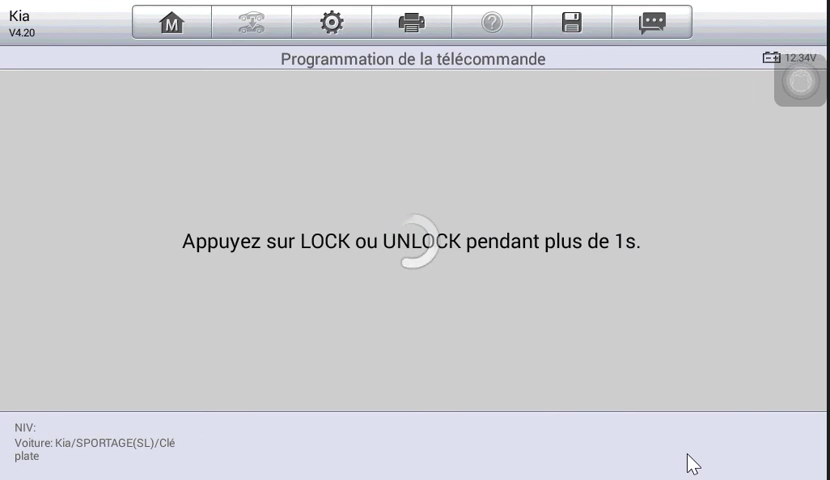 Kia
V4.20
M
Programmation de la télécommande
12.34V
Appuyez sur LOCK ou UNLOCK pendant plus de 1s.
NIV:
Voiture: Kia/SPORTAGE(SL)/Clé
plate